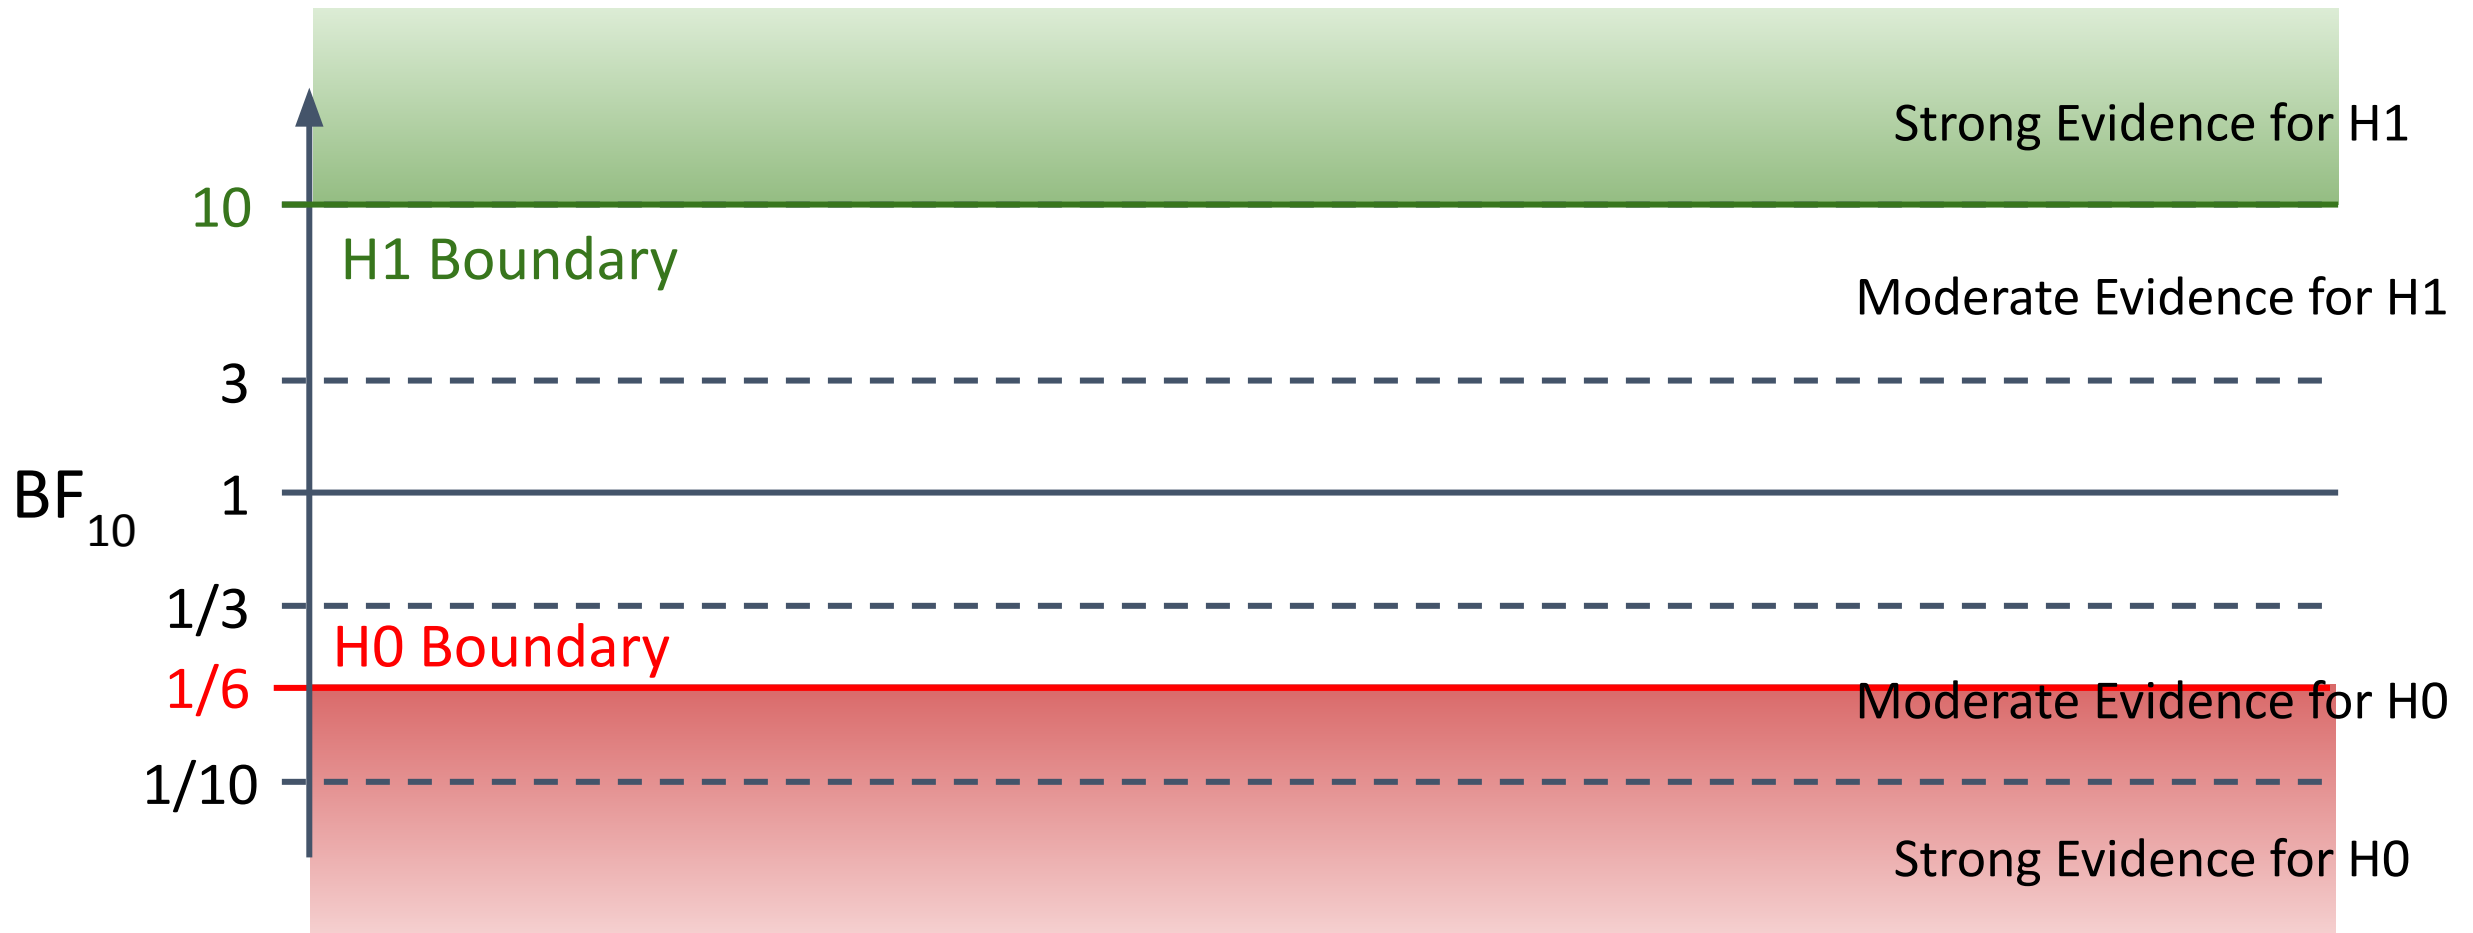 Strong Evidence for H1
10
H1 Boundary
Moderate Evidence for H1
3
BF10
1
1/3
H0 Boundary
1/6
Moderate Evidence for H0
1/10
Strong Evidence for H0